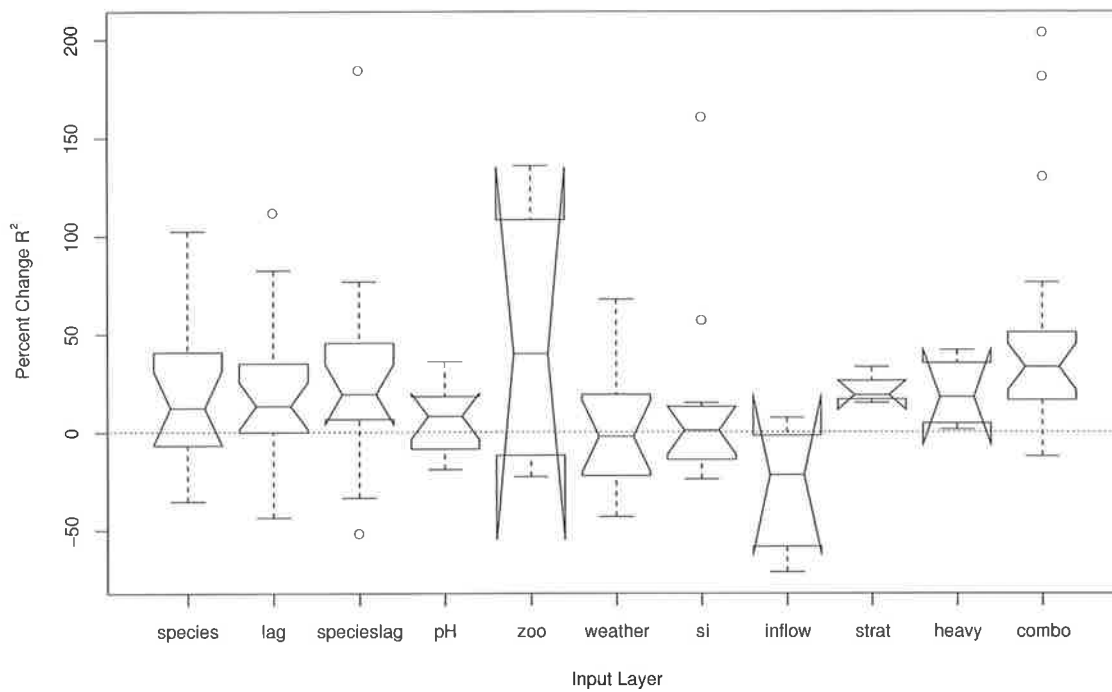 Percent Change R²
200
150
100
50
0
−50
species lag specieslag pH zoo weather si inflow strat heavy combo
Input Layer